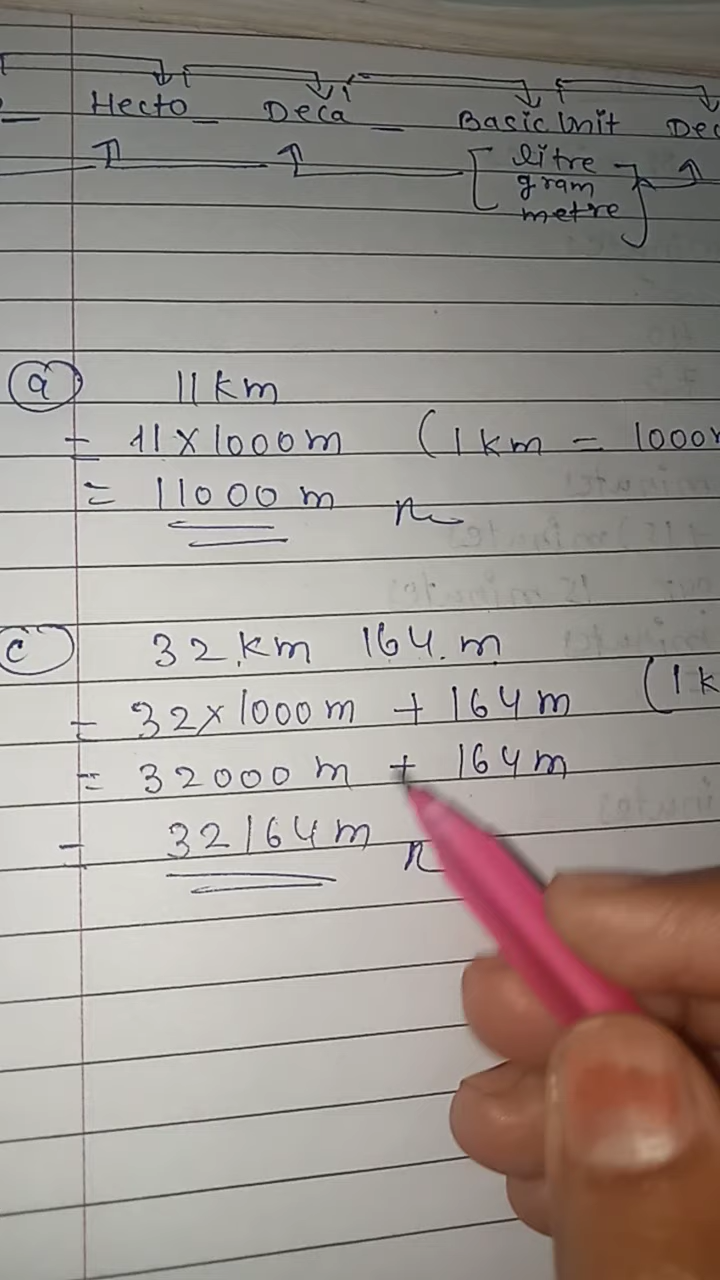 Hecto Deca Basic Unit Dec
litre
gram
metre
a 11 km
= 11 × 1000 m (1 km = 1000
= 11000 m
c 32 km 164 m
= 32 × 1000 m + 164 m (1 k
= 32000 m + 164 m
= 32164 m